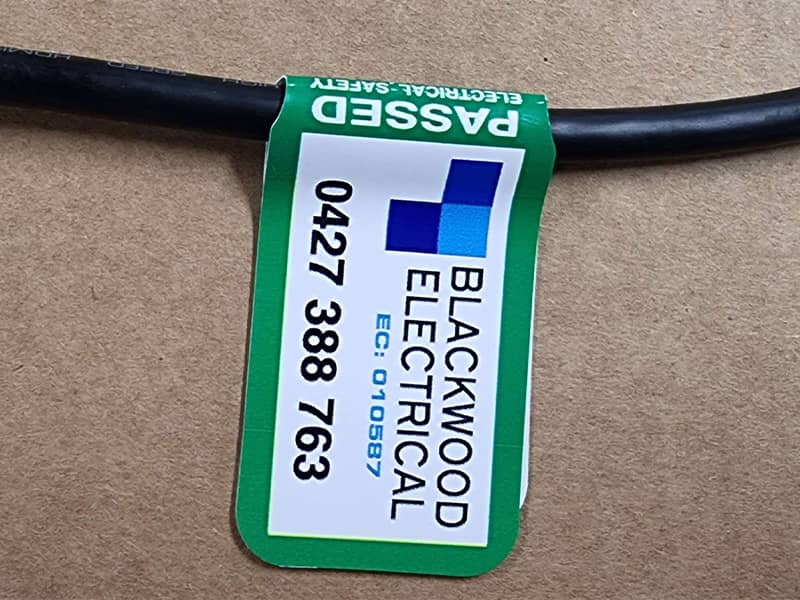 ELECTRICAL SAFETY
PASSED
BLACKWOOD
ELECTRICAL
EC: 010587
0427 388 763